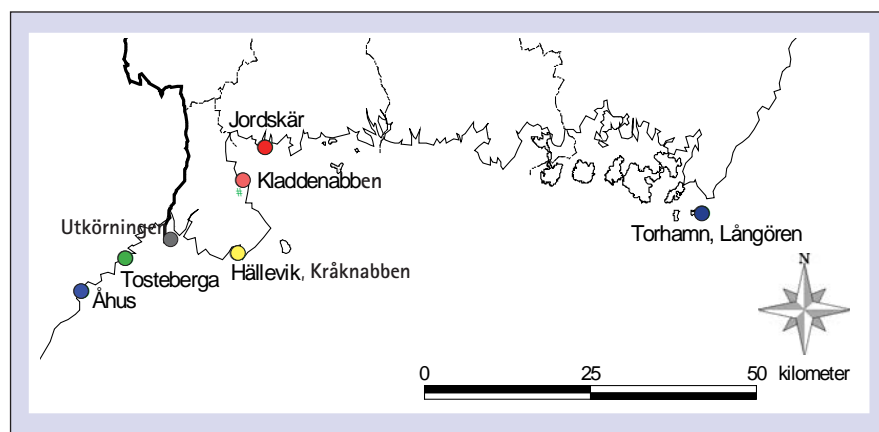 Jordskär
Kladdenabben
#
Utkörningen
Torhamn, Långören
Tosteberga
Hällevik, Kråknabben
Åhus
N
0 25 50 kilometer